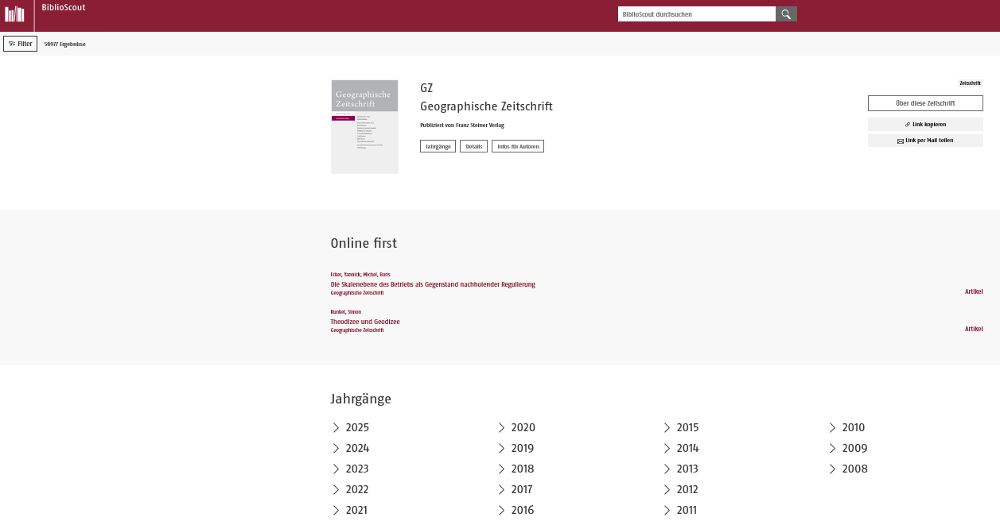 BiblioScout
BiblioScout durchsuchen
Filter
58977 Ergebnisse
Geographische
Zeitschrift
GZ
Geographische Zeitschrift
Publiziert von Franz Steiner Verlag
Jahrgänge
Details
Infos für Autoren
Zeitschrift
Über diese Zeitschrift
Link kopieren
Link per Mail teilen
Online first
Ecker, Yannick; Michel, Boris
Die Skalenebene des Betriebs als Gegenstand nachholender Regulierung
Geographische Zeitschrift
Artikel
Runkel, Simon
Theodizee und Geodizee
Geographische Zeitschrift
Artikel
Jahrgänge
2025
2024
2023
2022
2021
2020
2019
2018
2017
2016
2015
2014
2013
2012
2011
2010
2009
2008